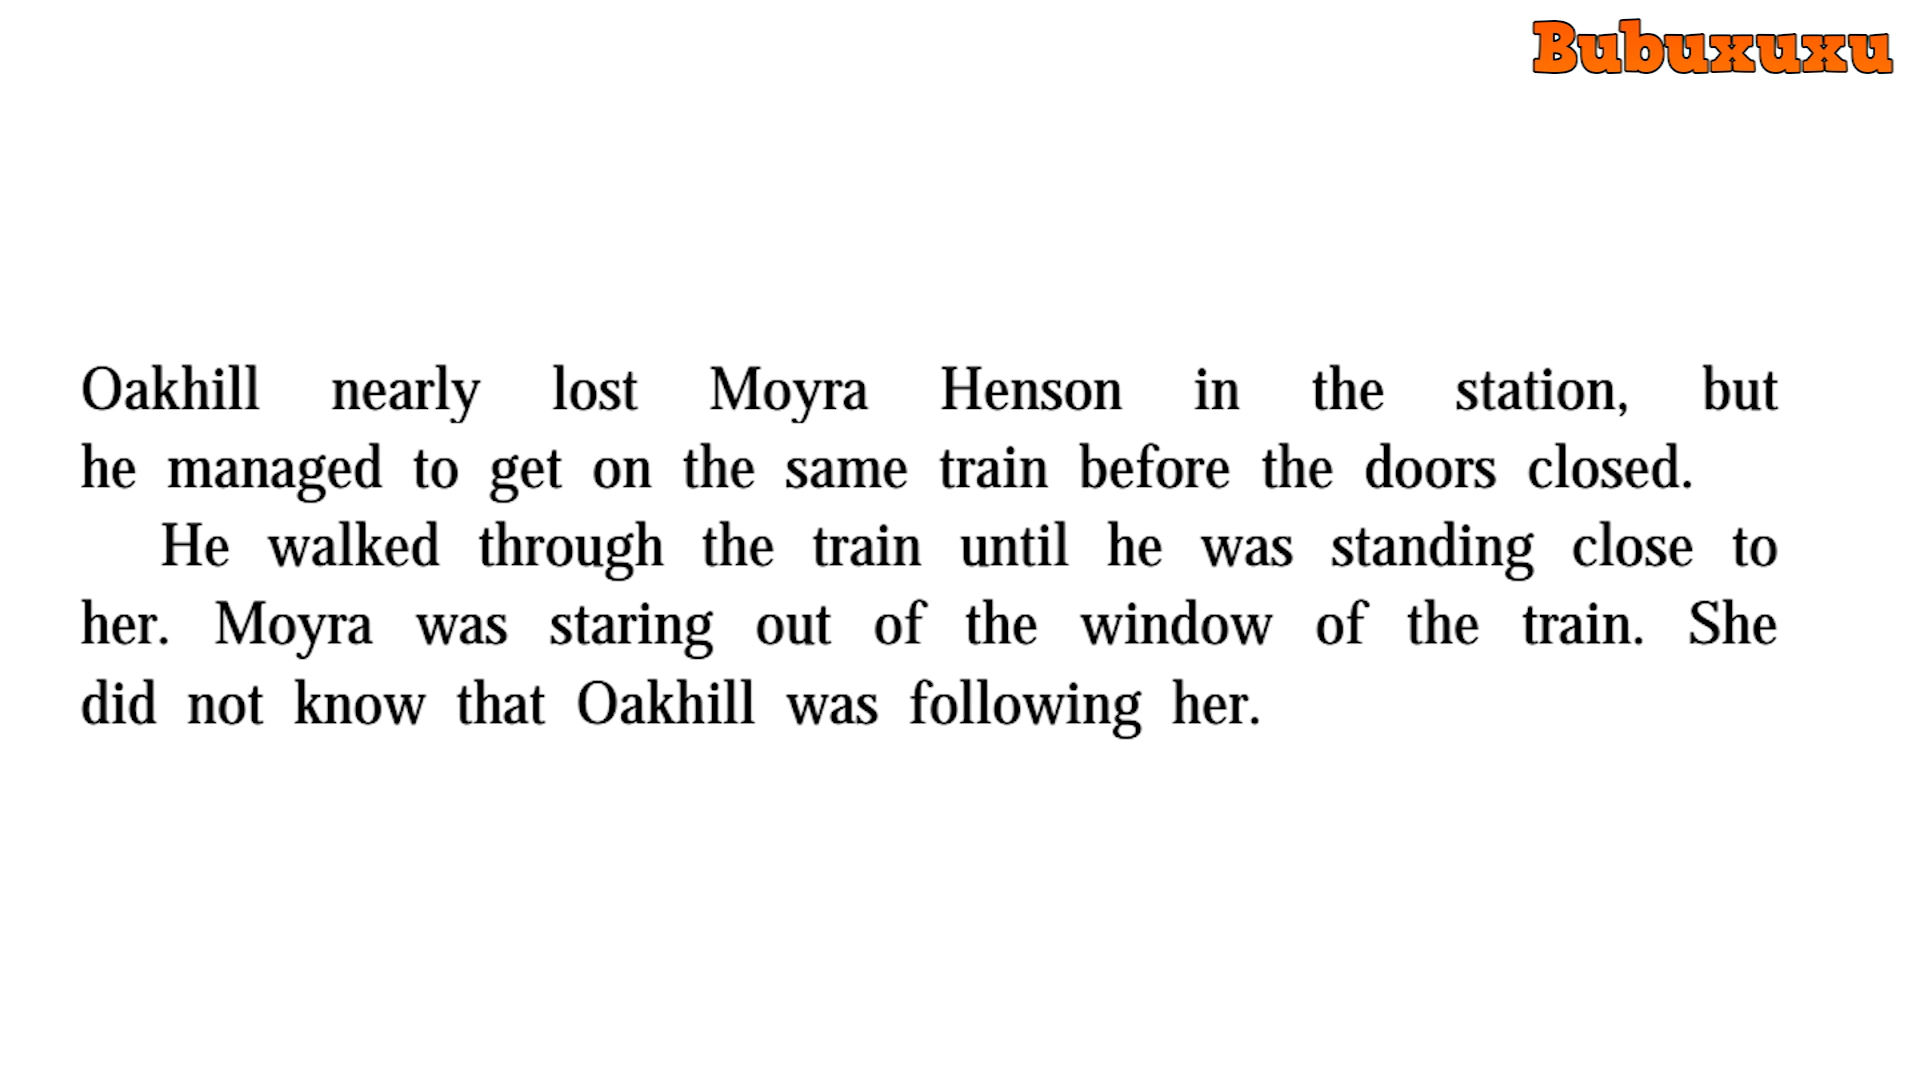 Bubuxuxu
Oakhill nearly lost Moyra Henson in the station, but
he managed to get on the same train before the doors closed.
He walked through the train until he was standing close to
her. Moyra was staring out of the window of the train. She
did not know that Oakhill was following her.